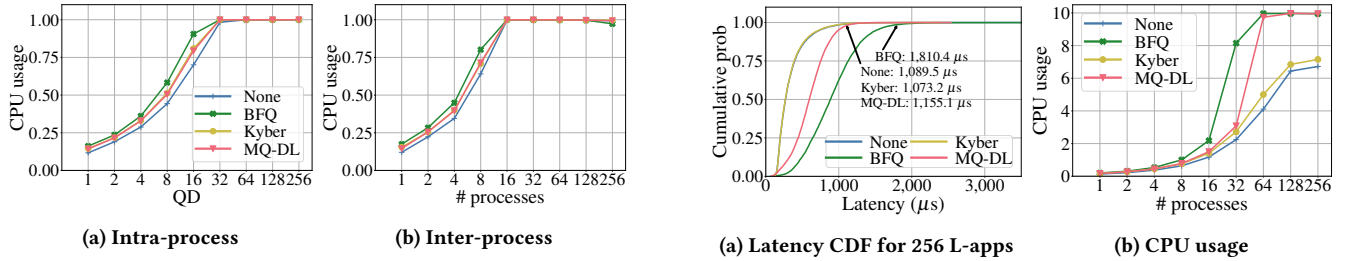 CPU usage
1.00
0.75
0.50
0.25
0.00
None
BFQ
Kyber
MQ-DL
1 2 4 8 16 32 64 128 256
QD
(a) Intra-process
CPU usage
1.00
0.75
0.50
0.25
0.00
1 2 4 8 16 32 64 128 256
# processes
(b) Inter-process
Cumulative prob
1.00
0.75
0.50
0.25
0.00
BFQ: 1,810.4 μs
None: 1,089.5 μs
Kyber: 1,073.2 μs
MQ-DL: 1,155.1 μs
None Kyber
BFQ MQ-DL
0 1,000 2,000 3,000
Latency (μs)
(a) Latency CDF for 256 L-apps
CPU usage
10
8
6
4
2
0
None
BFQ
Kyber
MQ-DL
1 2 4 8 16 32 64 128 256
# processes
(b) CPU usage